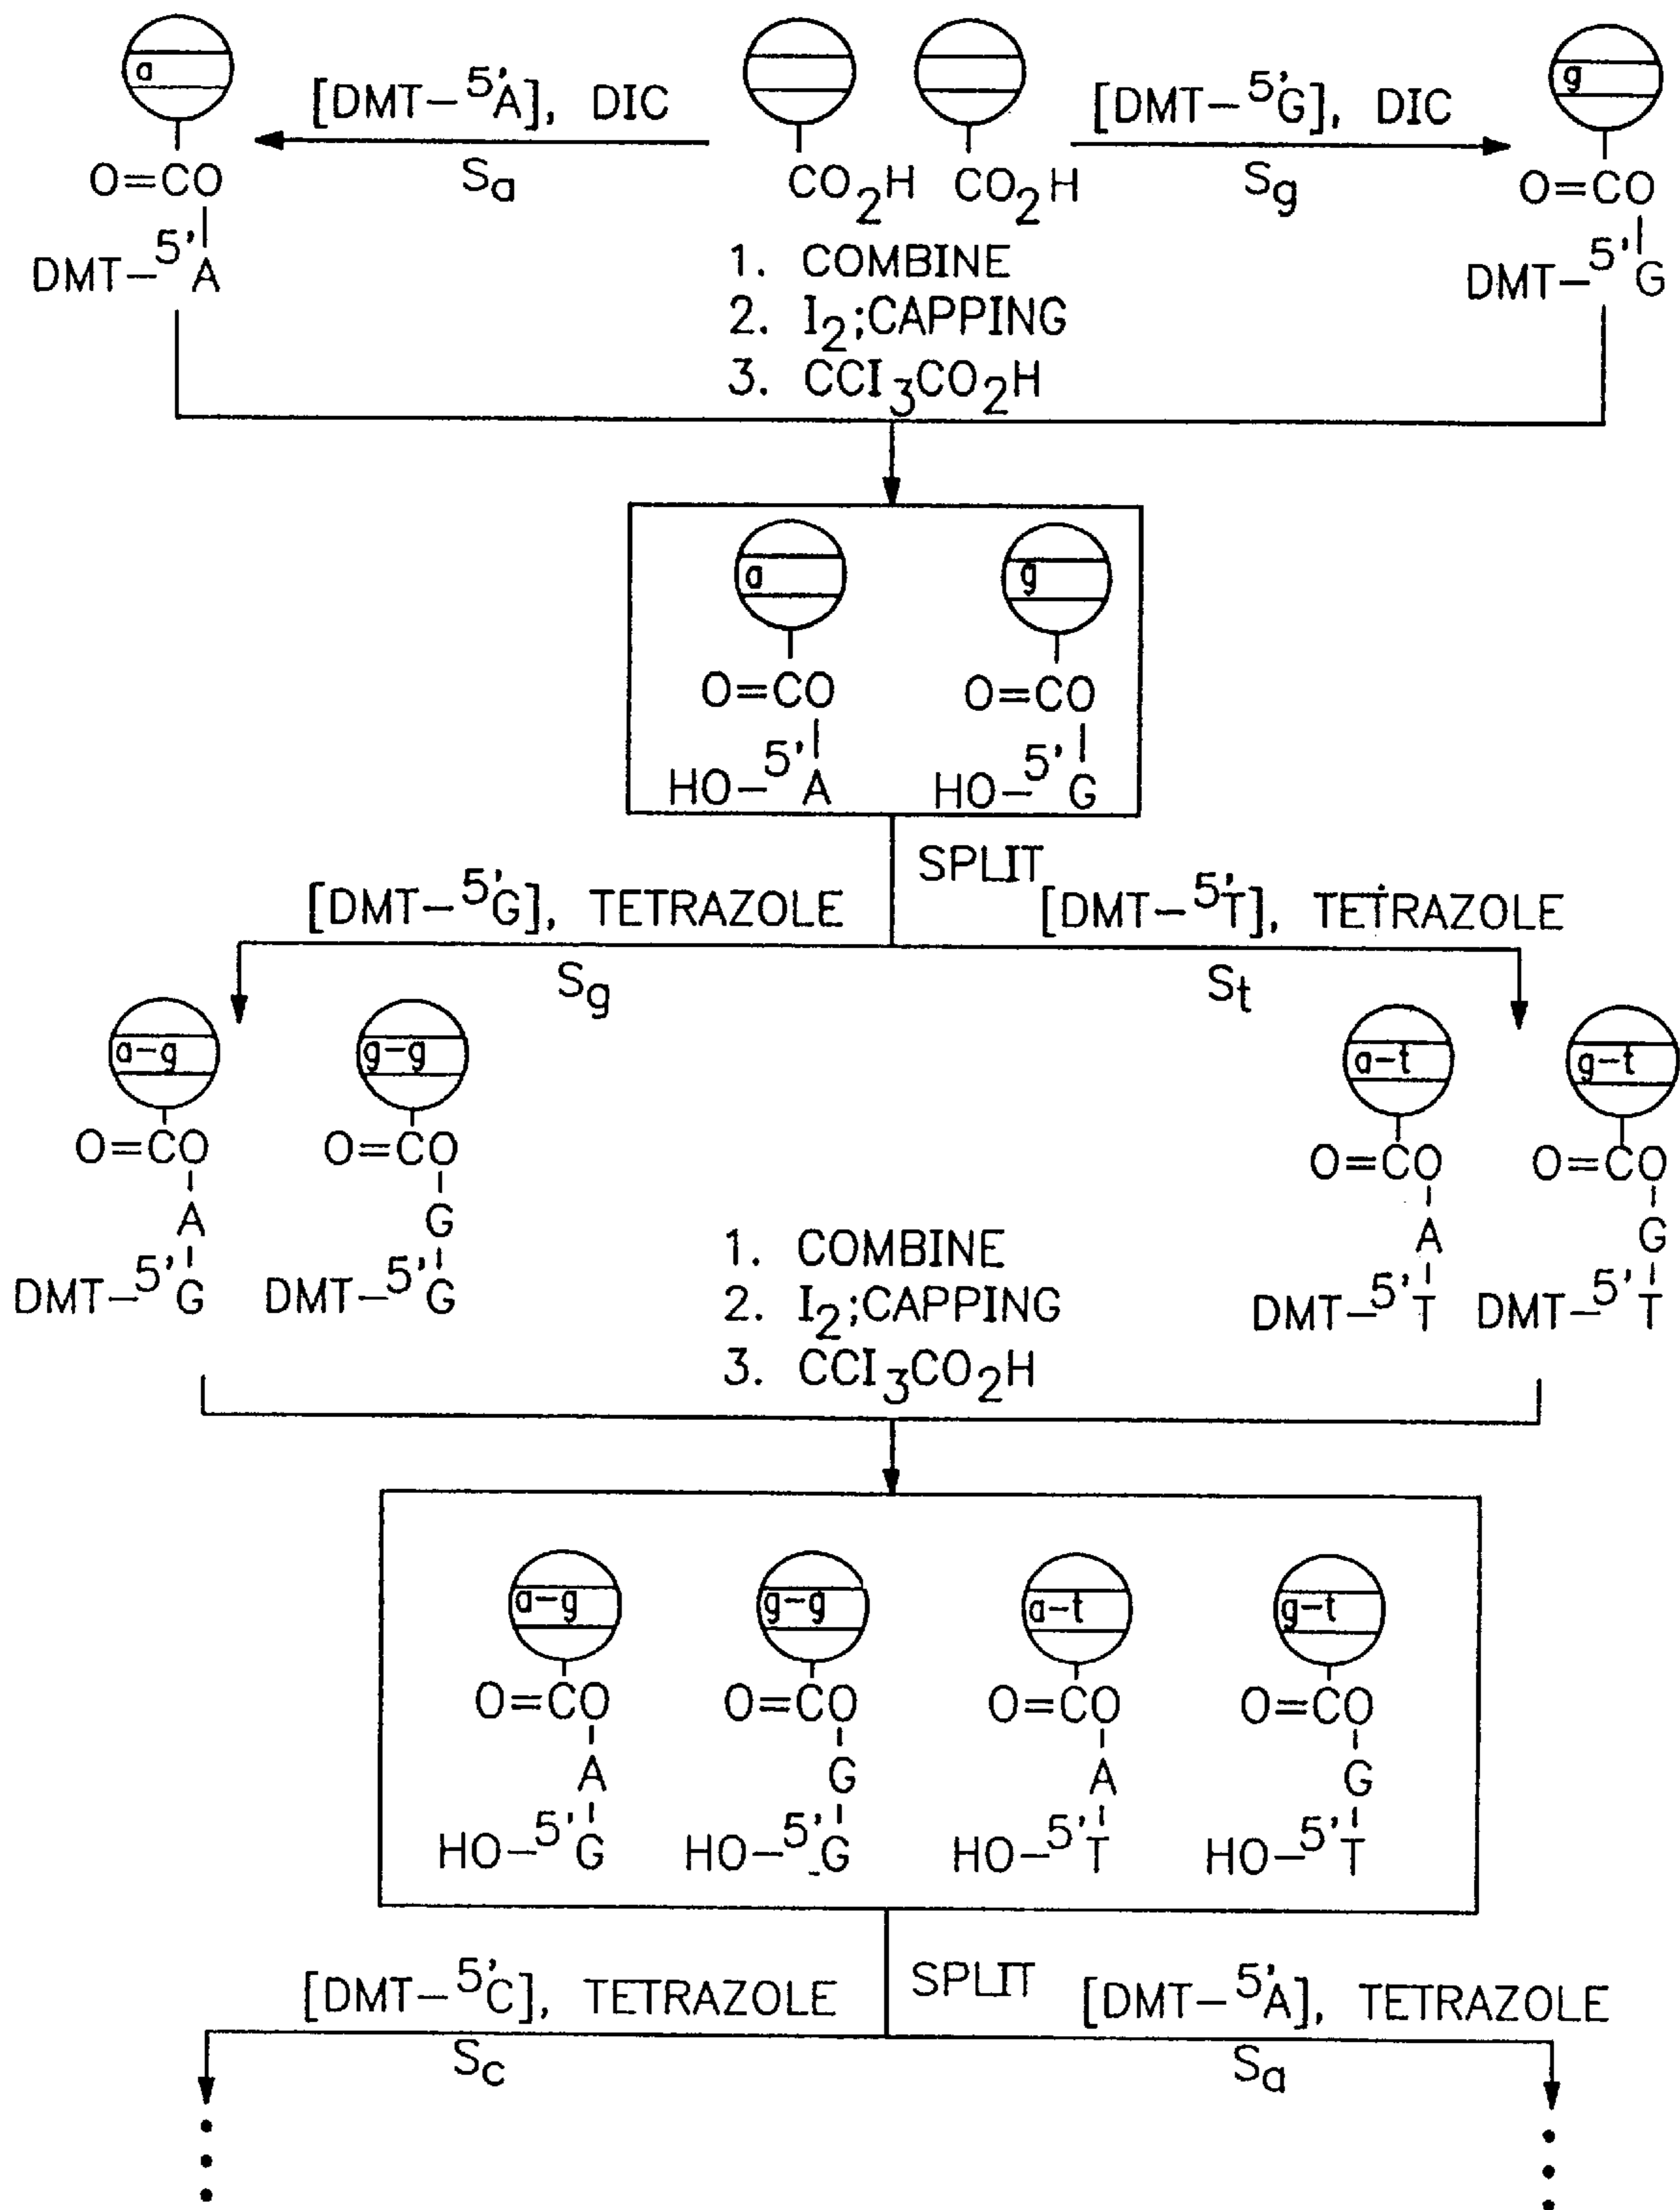 a
g
[DMT-5'A], DIC
[DMT-5'G], DIC
Sa
Sg
O=CO
CO2H CO2H
O=CO
DMT-5'A
DMT-5'G
1. COMBINE
2. I2;CAPPING
3. CCl3CO2H
a g
O=CO O=CO
HO-5'A HO-5'G
SPLIT
[DMT-5'G], TETRAZOLE
[DMT-5'T], TETRAZOLE
Sg
St
a-g g-g a-t g-t
O=CO O=CO O=CO O=CO
A G A G
DMT-5'G DMT-5'G DMT-5'T DMT-5'T
1. COMBINE
2. I2;CAPPING
3. CCl3CO2H
a-g g-g a-t g-t
O=CO O=CO O=CO O=CO
A G A G
HO-5'G HO-5'G HO-5'T HO-5'T
SPLIT
[DMT-5'C], TETRAZOLE
[DMT-5'A], TETRAZOLE
Sc
Sa